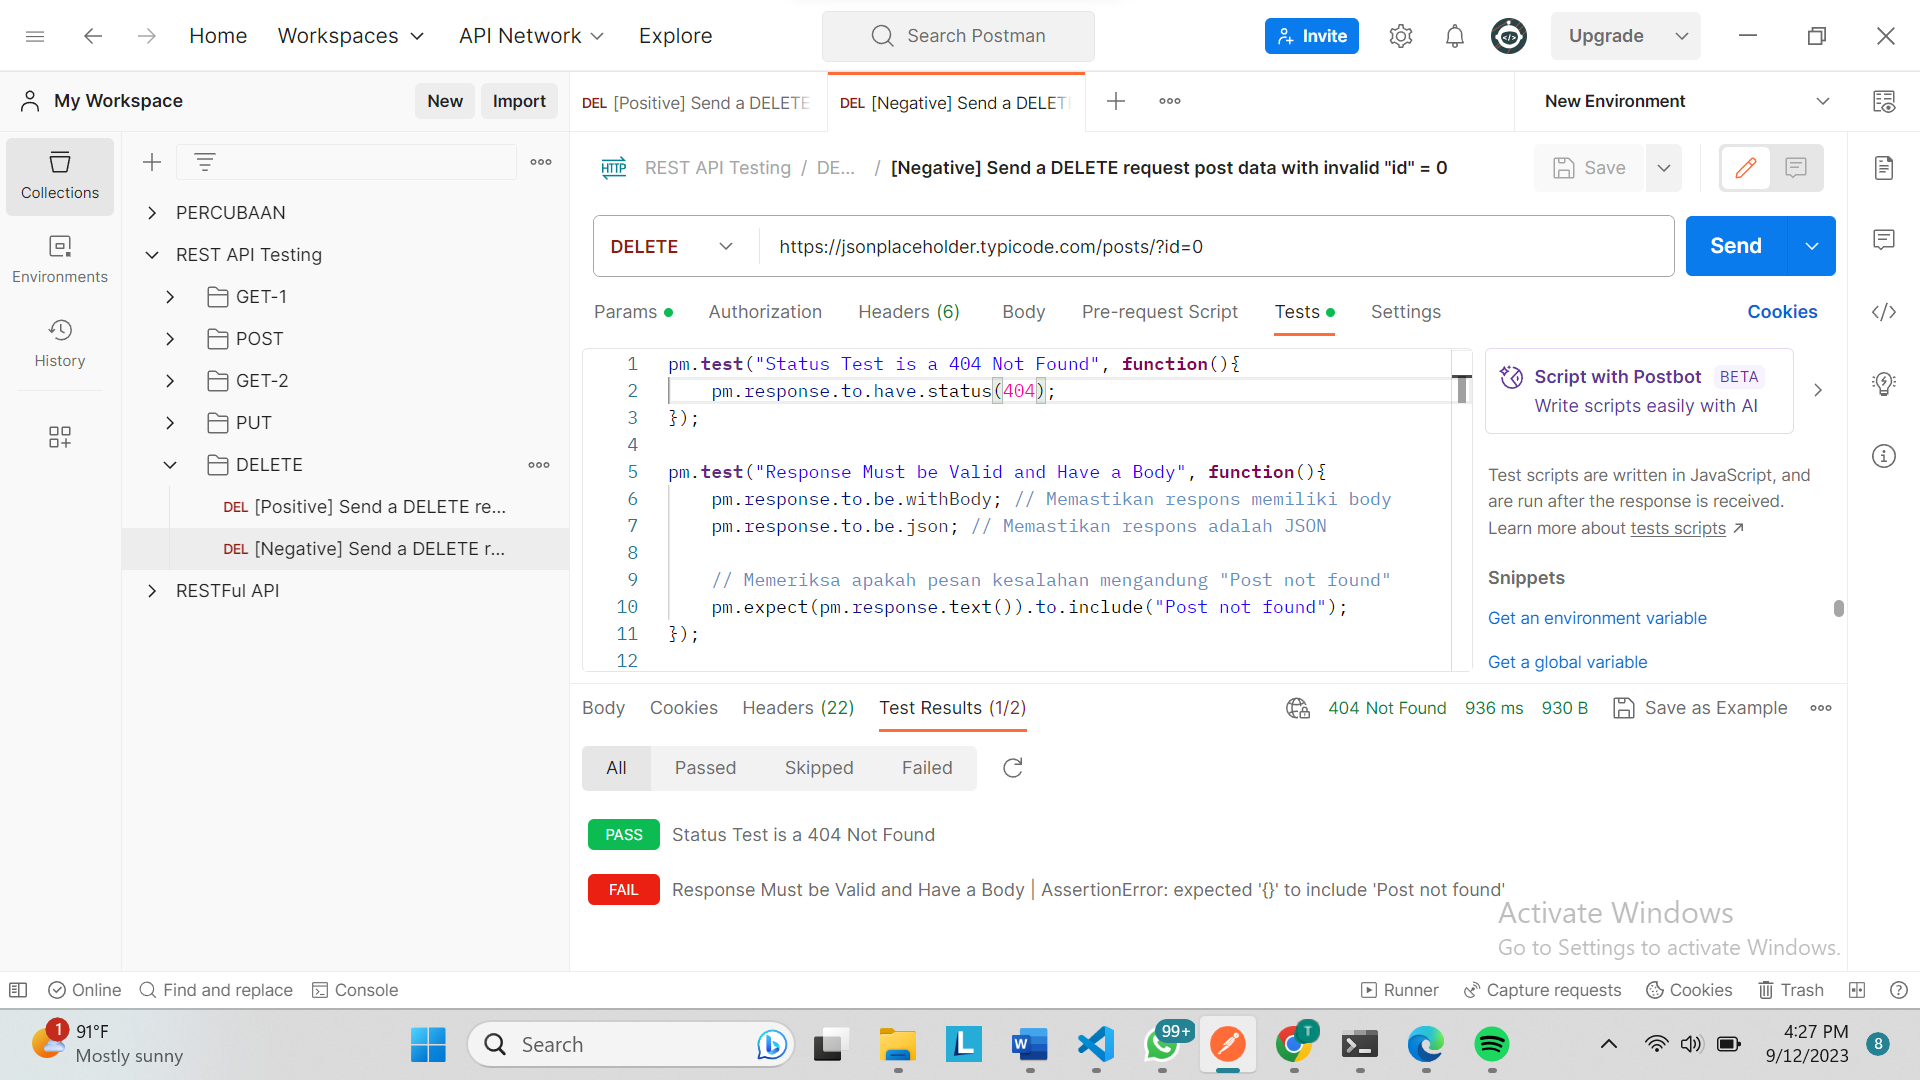 Home
Workspaces
API Network
Explore
Search Postman
Invite
Upgrade
My Workspace
New
Import
DEL [Positive] Send a DELETE
DEL [Negative] Send a DELET
New Environment
Collections
Environments
History
PERCUBAAN
REST API Testing
GET-1
POST
GET-2
PUT
DELETE
DEL [Positive] Send a DELETE re...
DEL [Negative] Send a DELETE r...
RESTFul API
HTTP
REST API Testing / DE... / [Negative] Send a DELETE request post data with invalid "id" = 0
Save
DELETE
https://jsonplaceholder.typicode.com/posts/?id=0
Send
Params
Authorization
Headers (6)
Body
Pre-request Script
Tests
Settings
Cookies
1 pm.test("Status Test is a 404 Not Found", function(){
2 pm.response.to.have.status(404);
3 });
4
5 pm.test("Response Must be Valid and Have a Body", function(){
6 pm.response.to.be.withBody; // Memastikan respons memiliki body
7 pm.response.to.be.json; // Memastikan respons adalah JSON
8
9 // Memeriksa apakah pesan kesalahan mengandung "Post not found"
10 pm.expect(pm.response.text()).to.include("Post not found");
11 });
12
Script with Postbot BETA
Write scripts easily with AI
Test scripts are written in JavaScript, and
are run after the response is received.
Learn more about tests scripts ↗
Snippets
Get an environment variable
Get a global variable
Body
Cookies
Headers (22)
Test Results (1/2)
404 Not Found
936 ms
930 B
Save as Example
All
Passed
Skipped
Failed
PASS Status Test is a 404 Not Found
FAIL Response Must be Valid and Have a Body | AssertionError: expected '{}' to include 'Post not found'
Activate Windows
Go to Settings to activate Windows.
Online
Find and replace
Console
Runner
Capture requests
Cookies
Trash
1
91°F
Mostly sunny
Search
L
W
99+
T
4:27 PM
9/12/2023
8